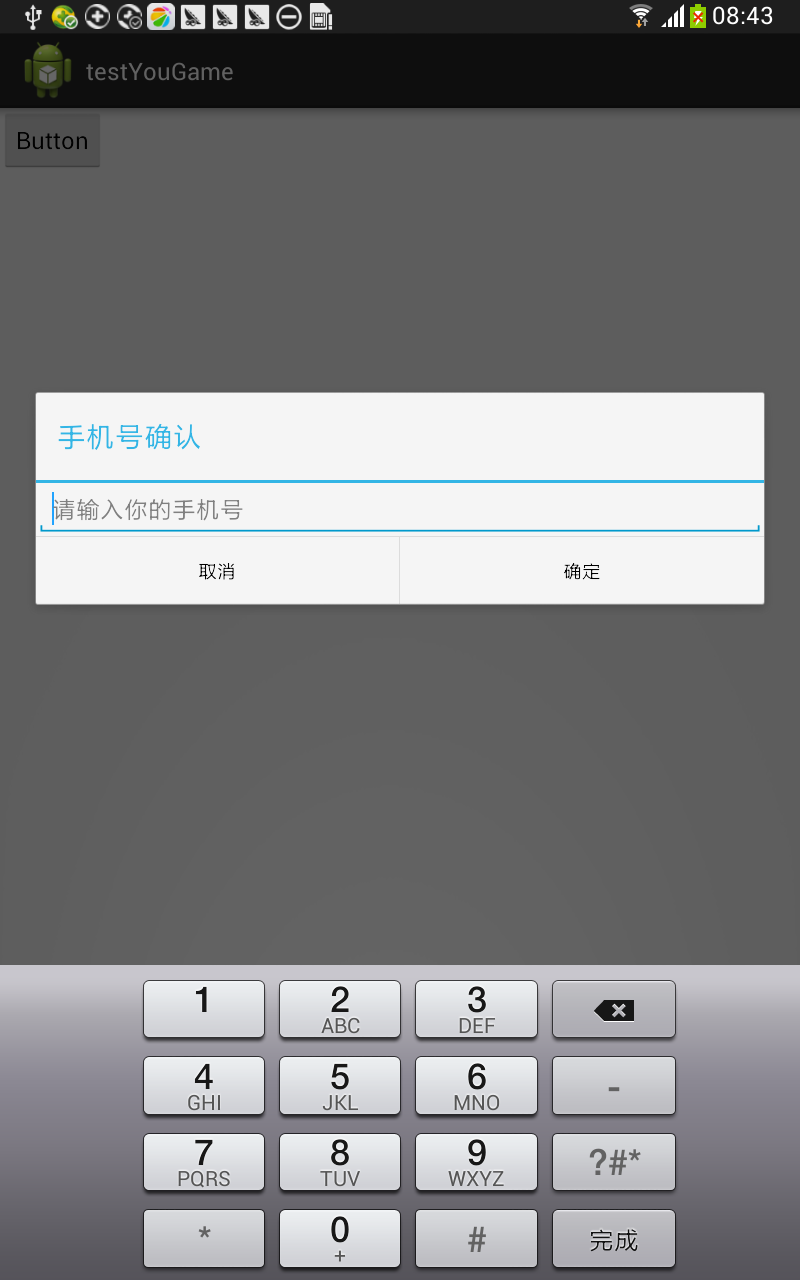 08:43
testYouGame
Button
手机号确认
请输入你的手机号
取消 确定
1 2 3
ABC DEF
4 5 6 -
GHI JKL MNO
7 8 9 ?#*
PQRS TUV WXYZ
* 0 # 完成
+